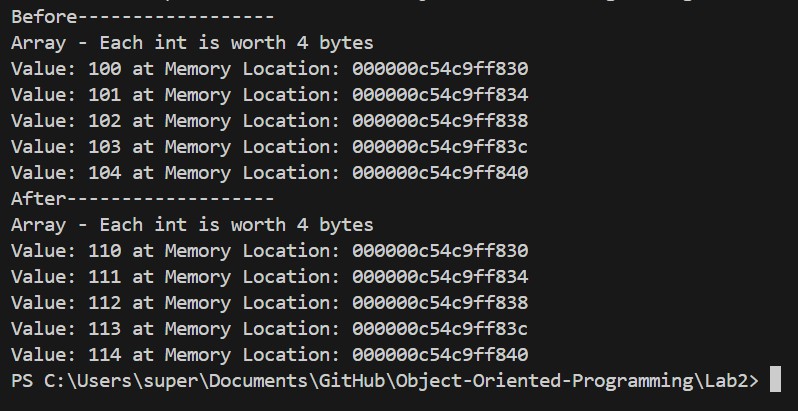 Before------------------
Array - Each int is worth 4 bytes
Value: 100 at Memory Location: 000000c54c9ff830
Value: 101 at Memory Location: 000000c54c9ff834
Value: 102 at Memory Location: 000000c54c9ff838
Value: 103 at Memory Location: 000000c54c9ff83c
Value: 104 at Memory Location: 000000c54c9ff840
After-------------------
Array - Each int is worth 4 bytes
Value: 110 at Memory Location: 000000c54c9ff830
Value: 111 at Memory Location: 000000c54c9ff834
Value: 112 at Memory Location: 000000c54c9ff838
Value: 113 at Memory Location: 000000c54c9ff83c
Value: 114 at Memory Location: 000000c54c9ff840
PS C:\Users\super\Documents\GitHub\Object-Oriented-Programming\Lab2>